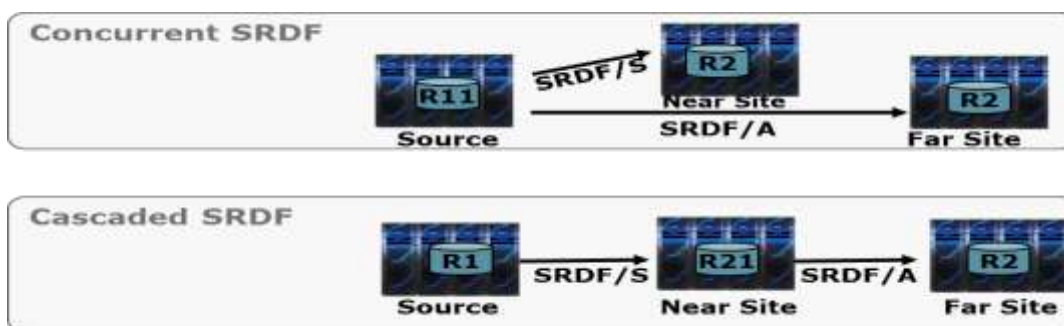 Concurrent SRDF
R11
Source
SRDF/S
R2
Near Site
SRDF/A
R2
Far Site
Cascaded SRDF
R1
Source
SRDF/S
R21
Near Site
SRDF/A
R2
Far Site